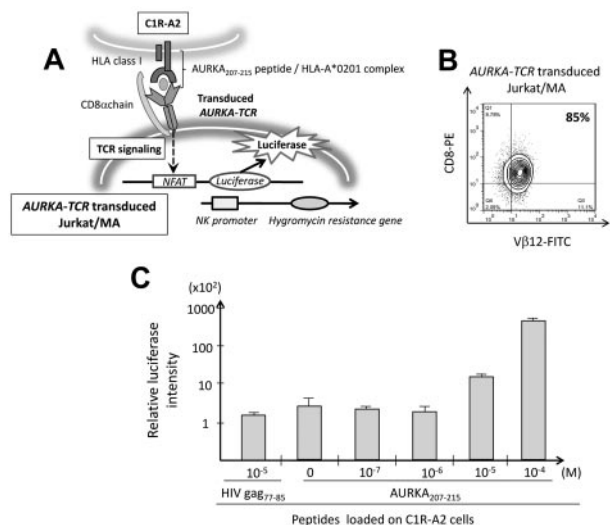 A
C1R-A2
HLA class I
AURKA207-215 peptide / HLA-A*0201 complex
CD8αchain
Transduced
AURKA-TCR
TCR signaling
Luciferase
NFAT
Luciferase
AURKA-TCR transduced
Jurkat/MA
NK promoter
Hygromycin resistance gene
B
AURKA-TCR transduced
Jurkat/MA
85%
CD8-PE
Vβ12-FITC
C
(x10²)
1000
100
10
1
Relative luciferase
intensity
10⁻⁵ 0 10⁻⁷ 10⁻⁶ 10⁻⁵ 10⁻⁴ (M)
HIV gag77-85 AURKA207-215
Peptides loaded on C1R-A2 cells